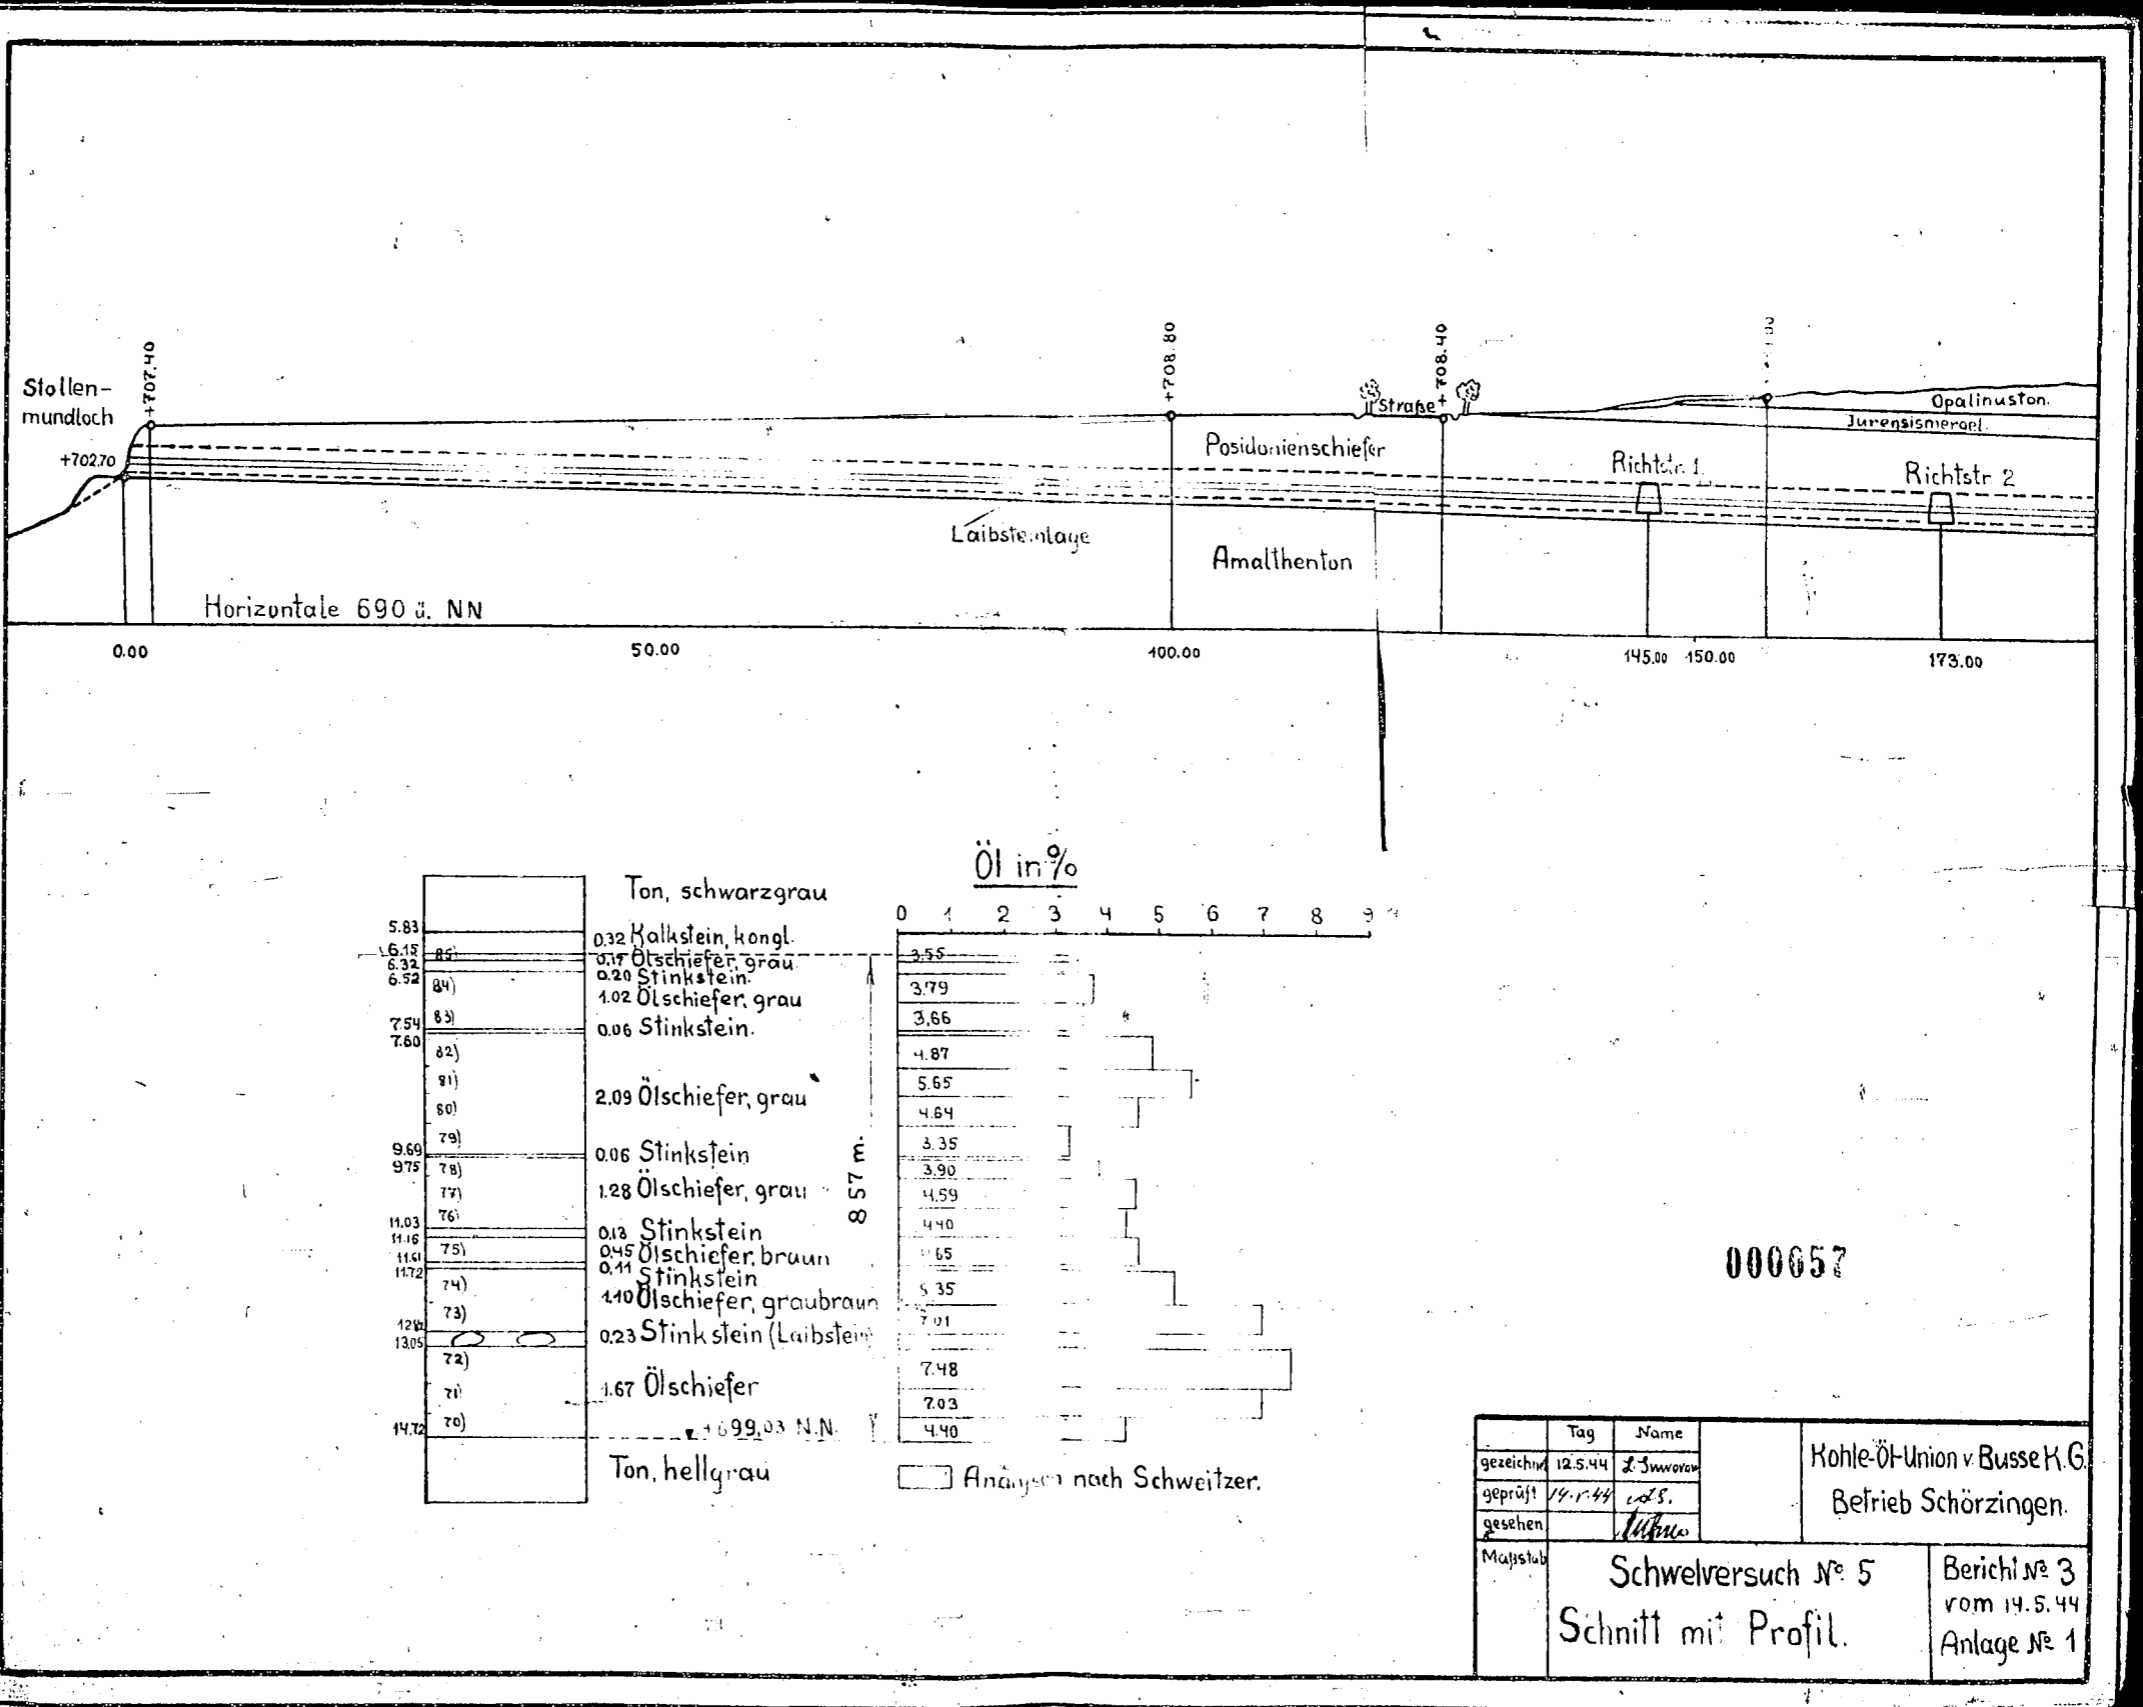 +707.40
+708.80
+708.40
Stollen-
mundloch
+702.70
Straße
Opalinuston.
Jurensismergel.
Posidonienschiefer
Richtstr. 1.
Richtstr. 2
Laibsteinlage
Amalthenton
Horizontale 690 ü. NN
0.00 50.00 100.00 145.00 150.00 173.00
Öl in %
0 1 2 3 4 5 6 7 8 9
Ton, schwarzgrau
5.83
0.32 Kalkstein, kongl.
6.15
85) 0.17 Ölschiefer, grau 3.55
6.32
0.20 Stinkstein.
6.52
84) 1.02 Ölschiefer, grau 3.79
83) 3,66
7.54
0.06 Stinkstein.
7.60
82) 4.87
81) 5.65
2.09 Ölschiefer, grau
80) 4.64
79) 3.35
9.69
0.06 Stinkstein
9.75
78) 3.90
77) 1.28 Ölschiefer, grau 4.59
76) 4.40
11.03
0.13 Stinkstein
11.16
75) 0.45 Ölschiefer, braun 65
11.61
0,11 Stinkstein
11.72
74) 5.35
1.10 Ölschiefer, graubraun
73) 7.01
0.23 Stinkstein (Laibstein)
13.05
72) 7.48
71) 1.67 Ölschiefer 7.03
70) 4.40
14.72
+699,03 N.N.
8 57 m.
Ton, hellgrau
Analysen nach Schweitzer.
000057
Tag Name
gezeichnet 12.5.44
geprüft 14.5.44
gesehen
Maßstab
Kohle-Öl-Union v. Busse K.G.
Betrieb Schörzingen.
Schwelversuch № 5
Schnitt mit Profil.
Bericht № 3
vom 14.5.44
Anlage № 1